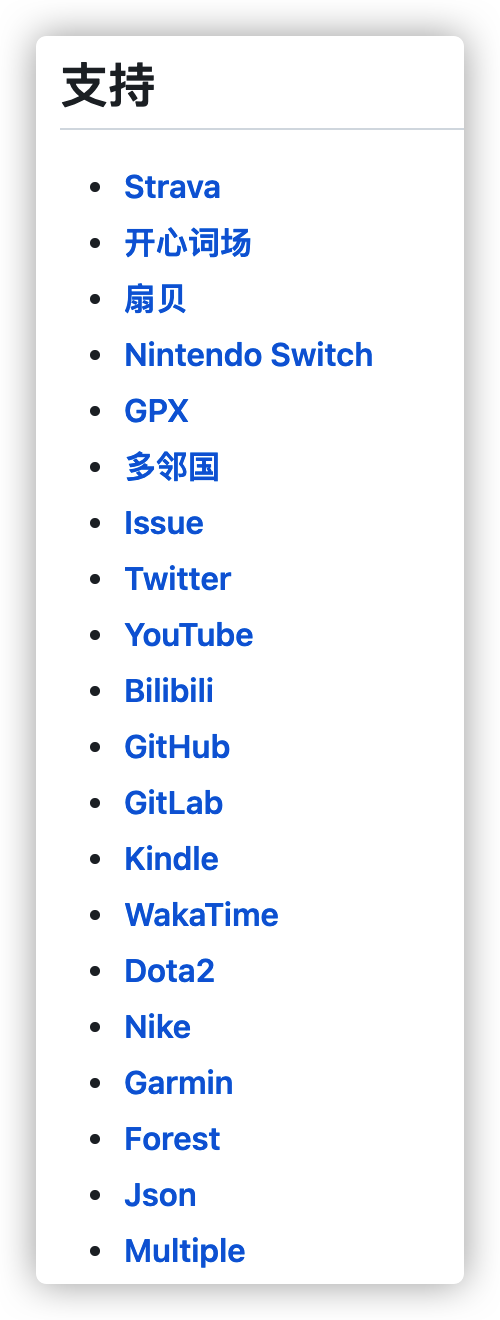 支持
Strava
开心词场
扇贝
Nintendo Switch
GPX
多邻国
Issue
Twitter
YouTube
Bilibili
GitHub
GitLab
Kindle
WakaTime
Dota2
Nike
Garmin
Forest
Json
Multiple